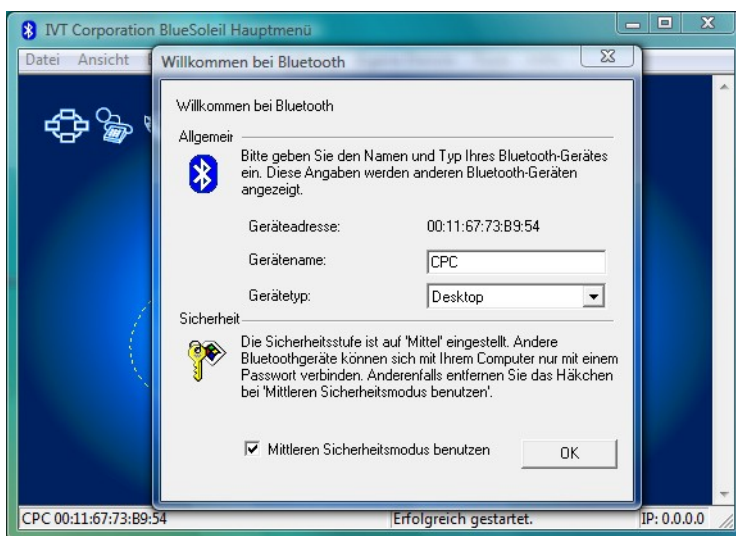 IVT Corporation BlueSoleil Hauptmenü
Datei Ansicht
Willkommen bei Bluetooth
Willkommen bei Bluetooth
Allgemein
Bitte geben Sie den Namen und Typ Ihres Bluetooth-Gerätes
ein. Diese Angaben werden anderen Bluetooth-Geräten
angezeigt.
Geräteadresse: 00:11:67:73:B9:54
Gerätename: CPC
Gerätetyp: Desktop
Sicherheit
Die Sicherheitsstufe ist auf 'Mittel' eingestellt. Andere
Bluetoothgeräte können sich mit Ihrem Computer nur mit einem
Passwort verbinden. Anderenfalls entfernen Sie das Häkchen
bei 'Mittleren Sicherheitsmodus benutzen'.
Mittleren Sicherheitsmodus benutzen OK
CPC 00:11:67:73:B9:54 Erfolgreich gestartet. IP: 0.0.0.0